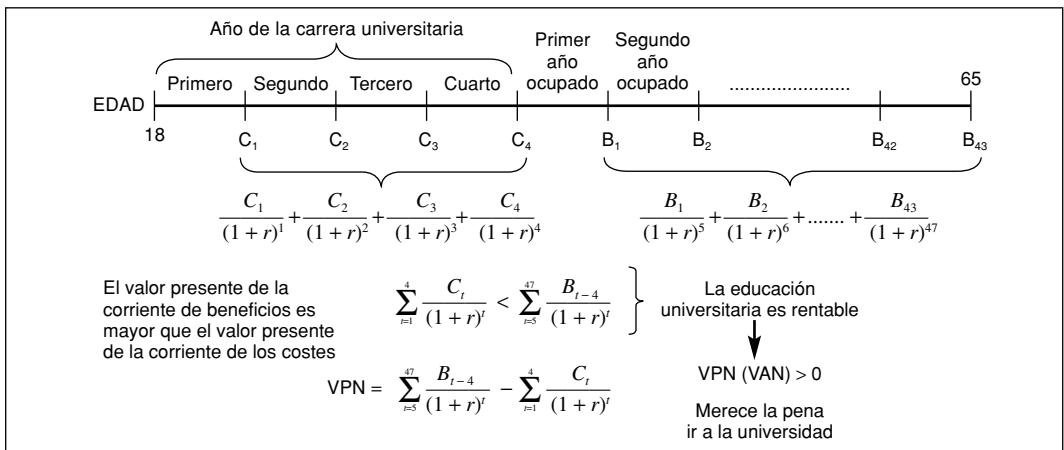 Año de la carrera universitaria
Primer año ocupado
Segundo año ocupado
Primero Segundo Tercero Cuarto
........................
65
EDAD
18
C₁ C₂ C₃ C₄ B₁ B₂ B₄₂ B₄₃
C₁/(1 + r)¹ + C₂/(1 + r)² + C₃/(1 + r)³ + C₄/(1 + r)⁴
B₁/(1 + r)⁵ + B₂/(1 + r)⁶ + ....... + B₄₃/(1 + r)⁴⁷
El valor presente de la
corriente de beneficios es
mayor que el valor presente
de la corriente de los costes
∑_{t=1}^{4} C_t/(1 + r)^t < ∑_{t=5}^{47} B_{t−4}/(1 + r)^t
La educación
universitaria es rentable
VPN = ∑_{t=5}^{47} B_{t−4}/(1 + r)^t − ∑_{t=1}^{4} C_t/(1 + r)^t
VPN (VAN) > 0
Merece la pena
ir a la universidad